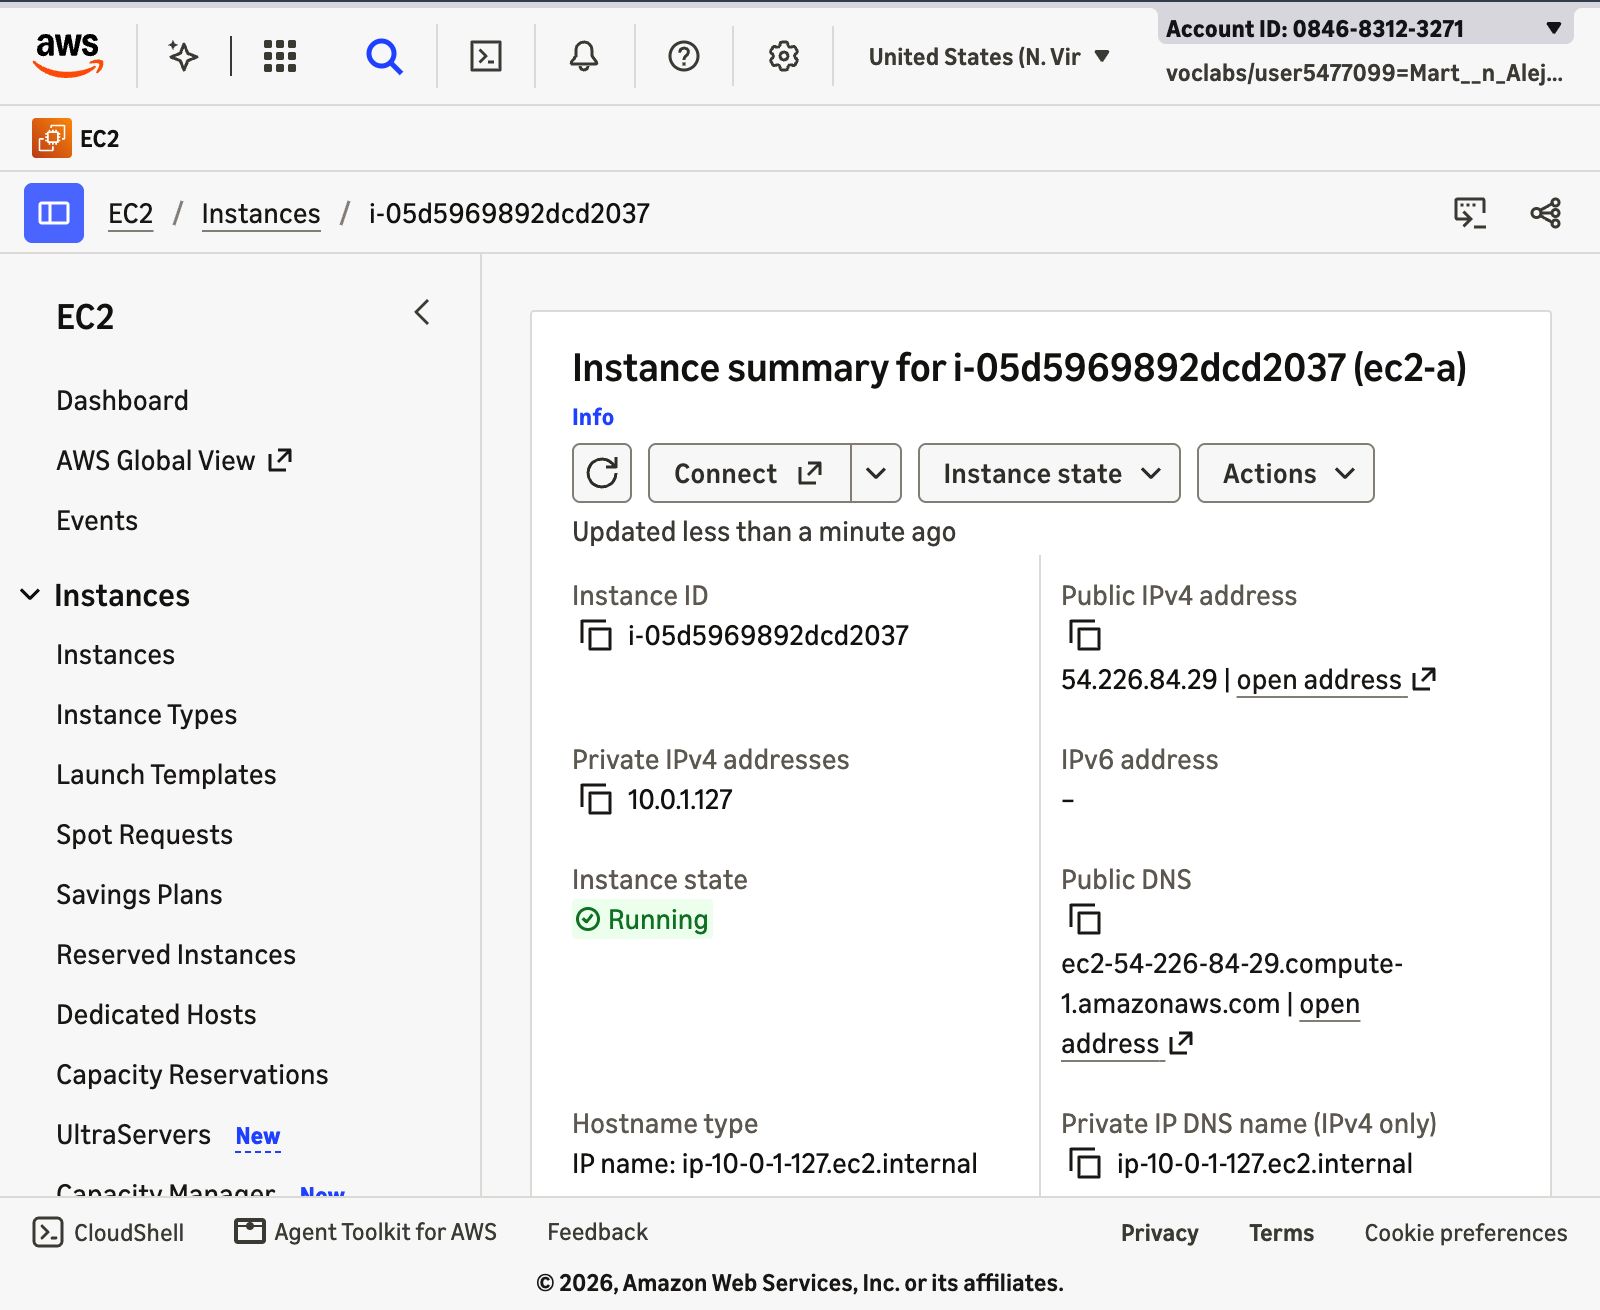 aws
United States (N. Vir
Account ID: 0846-8312-3271
voclabs/user5477099=Mart__n_Alej...
EC2
EC2 / Instances / i-05d5969892dcd2037
EC2
Dashboard
AWS Global View
Events
Instances
Instances
Instance Types
Launch Templates
Spot Requests
Savings Plans
Reserved Instances
Dedicated Hosts
Capacity Reservations
UltraServers New
Capacity Manager New
Instance summary for i-05d5969892dcd2037 (ec2-a)
Info
Connect
Instance state
Actions
Updated less than a minute ago
Instance ID
i-05d5969892dcd2037
Public IPv4 address
54.226.84.29 | open address
Private IPv4 addresses
10.0.1.127
IPv6 address
–
Instance state
Running
Public DNS
ec2-54-226-84-29.compute-
1.amazonaws.com | open
address
Hostname type
IP name: ip-10-0-1-127.ec2.internal
Private IP DNS name (IPv4 only)
ip-10-0-1-127.ec2.internal
CloudShell
Agent Toolkit for AWS
Feedback
Privacy
Terms
Cookie preferences
© 2026, Amazon Web Services, Inc. or its affiliates.